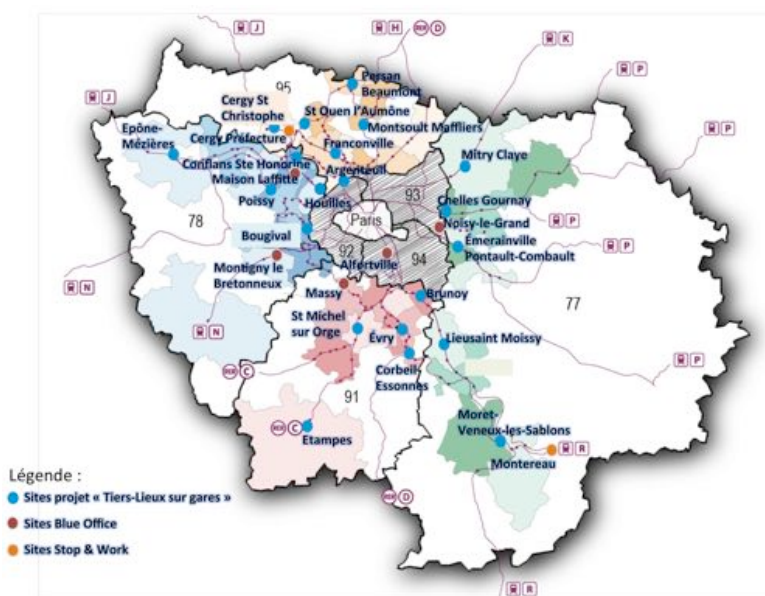 J
H
RER D
K
P
95
Persan
Beaumont
J
Cergy St
Christophe
St Ouen l'Aumône
Montsoult Maffliers
P
Epône-
Mézières
Cergy Préfecture
Franconville
Conflans Ste Honorine
Argenteuil
Mitry Claye
P
Maison Laffitte
93
Poissy
Houilles
Chelles Gournay
78
Paris
Noisy-le-Grand
P
Bougival
92
Émerainville
Pontault-Combault
P
94
Alfortville
Montigny le
Bretonneux
Massy
Brunoy
77
N
St Michel
sur Orge
Évry
Lieusaint Moissy
N
Corbeil-
Essonnes
P
RER C
91
Moret-
Veneux-les-Sablons
RER C
Etampes
Montereau
R
Légende :
RER D
Sites projet « Tiers-Lieux sur gares »
Sites Blue Office
Sites Stop & Work
R